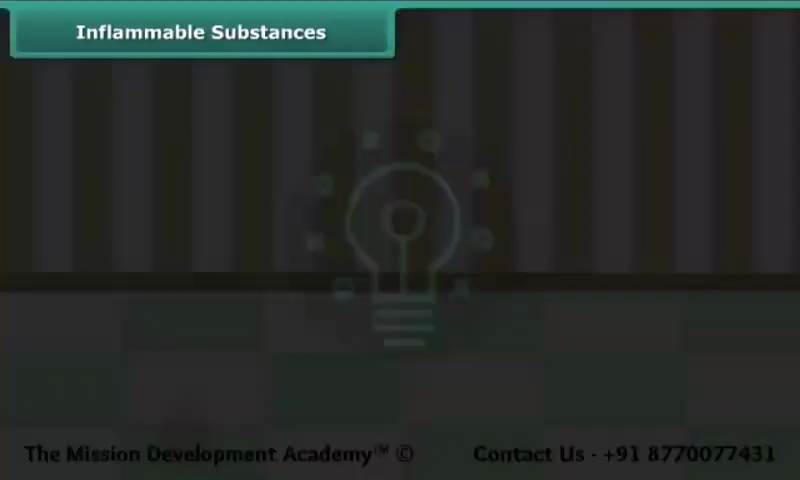 Inflammable Substances
The Mission Development Academy™ © Contact Us - +91 8770077431